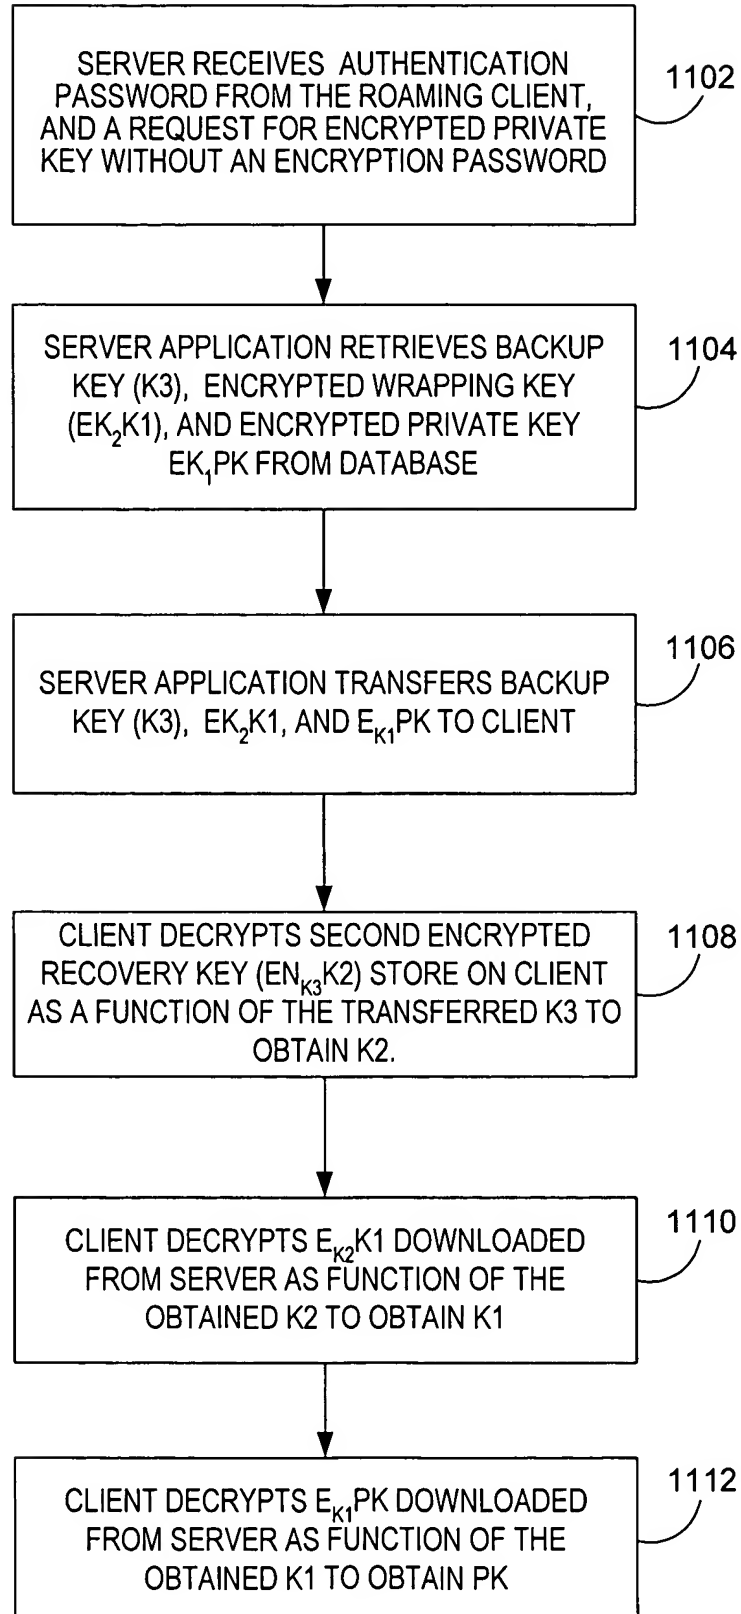 SERVER RECEIVES AUTHENTICATION
PASSWORD FROM THE ROAMING CLIENT,
AND A REQUEST FOR ENCRYPTED PRIVATE
KEY WITHOUT AN ENCRYPTION PASSWORD
1102
SERVER APPLICATION RETRIEVES BACKUP
KEY (K3), ENCRYPTED WRAPPING KEY
(EK₂K1), AND ENCRYPTED PRIVATE KEY
EK₁PK FROM DATABASE
1104
SERVER APPLICATION TRANSFERS BACKUP
KEY (K3), EK₂K1, AND E_K1PK TO CLIENT
1106
CLIENT DECRYPTS SECOND ENCRYPTED
RECOVERY KEY (EN_K3K2) STORE ON CLIENT
AS A FUNCTION OF THE TRANSFERRED K3 TO
OBTAIN K2.
1108
CLIENT DECRYPTS E_K2K1 DOWNLOADED
FROM SERVER AS FUNCTION OF THE
OBTAINED K2 TO OBTAIN K1
1110
CLIENT DECRYPTS E_K1PK DOWNLOADED
FROM SERVER AS FUNCTION OF THE
OBTAINED K1 TO OBTAIN PK
1112